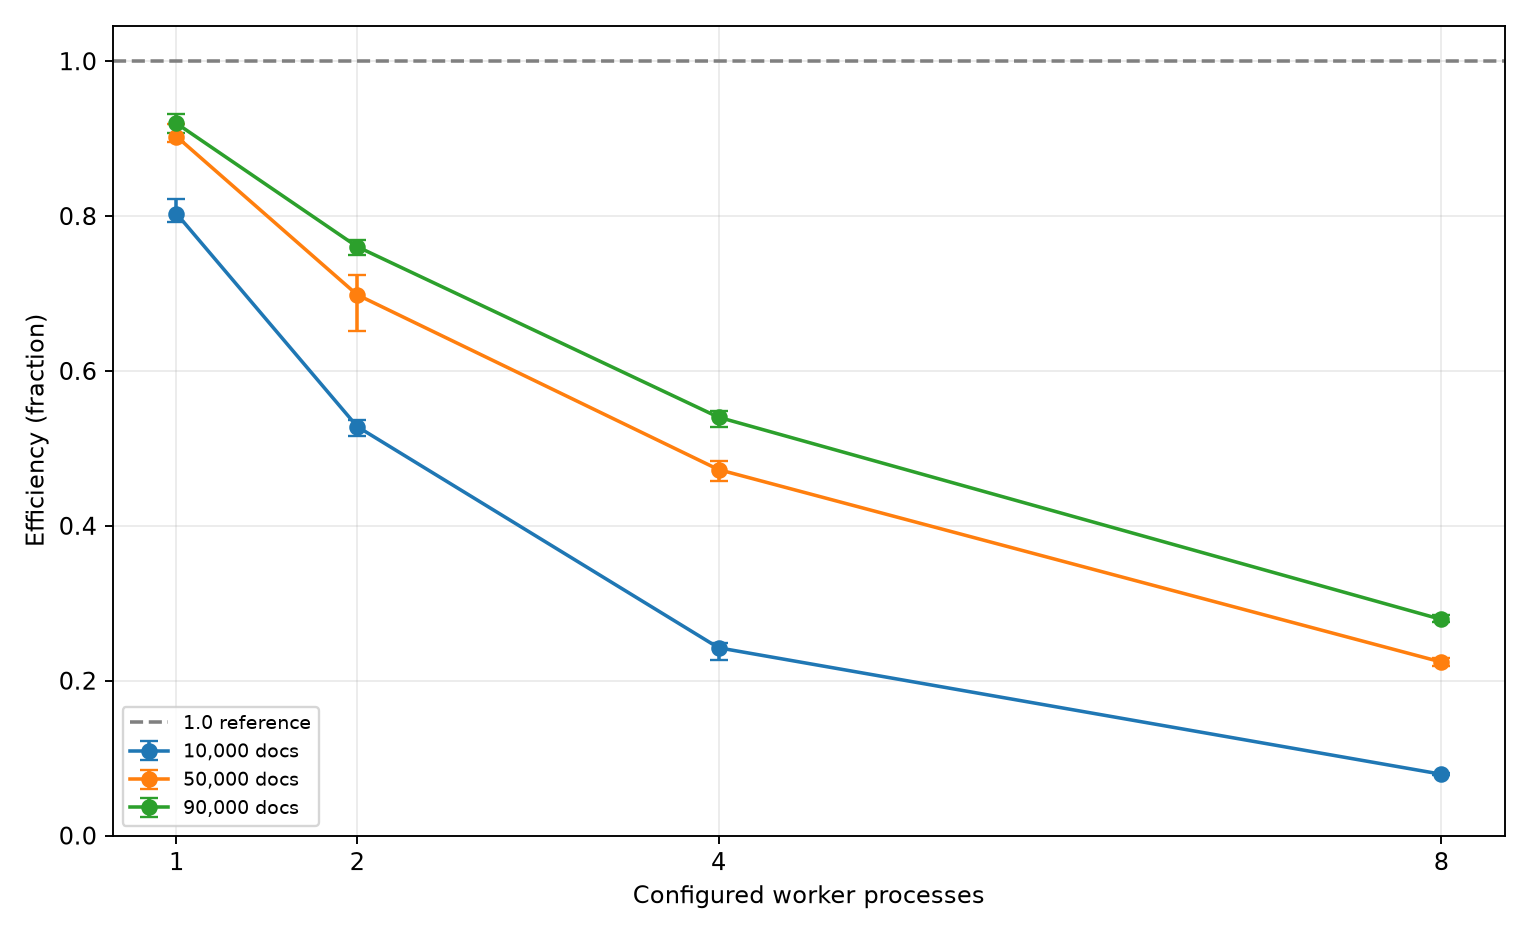 1.0
0.8
0.6
0.4
0.2
0.0
Efficiency (fraction)
1.0 reference
10,000 docs
50,000 docs
90,000 docs
1 2 4 8
Configured worker processes